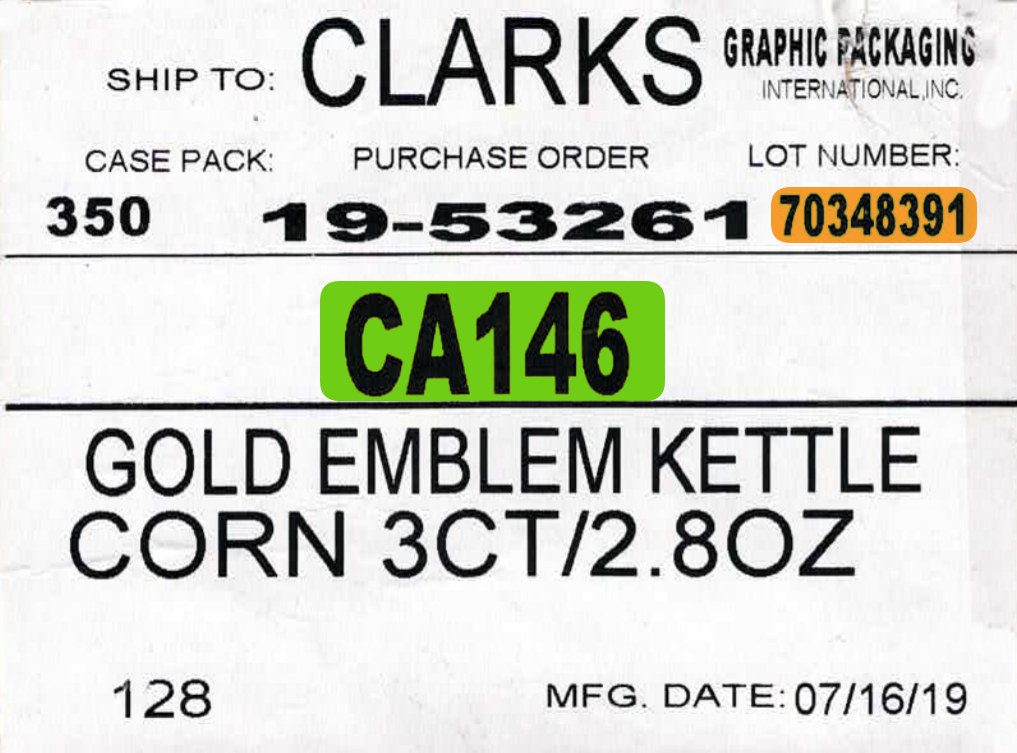 SHIP TO: CLARKS GRAPHIC PACKAGING
INTERNATIONAL, INC.
CASE PACK: PURCHASE ORDER LOT NUMBER:
350 19-53261 70348391
CA146
GOLD EMBLEM KETTLE
CORN 3CT/2.8OZ
128 MFG. DATE: 07/16/19